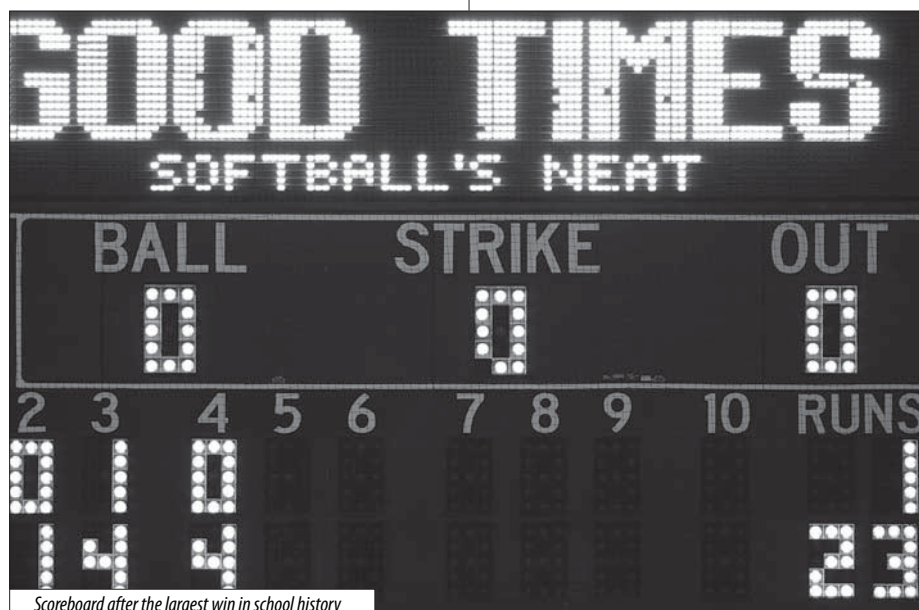 GOOD TIMES
SOFTBALL'S NEAT
BALL STRIKE OUT
0 0 0
2 3 4 5 6 7 8 9 10 RUNS
0 1 0 1
4 4 23
Scoreboard after the largest win in school history